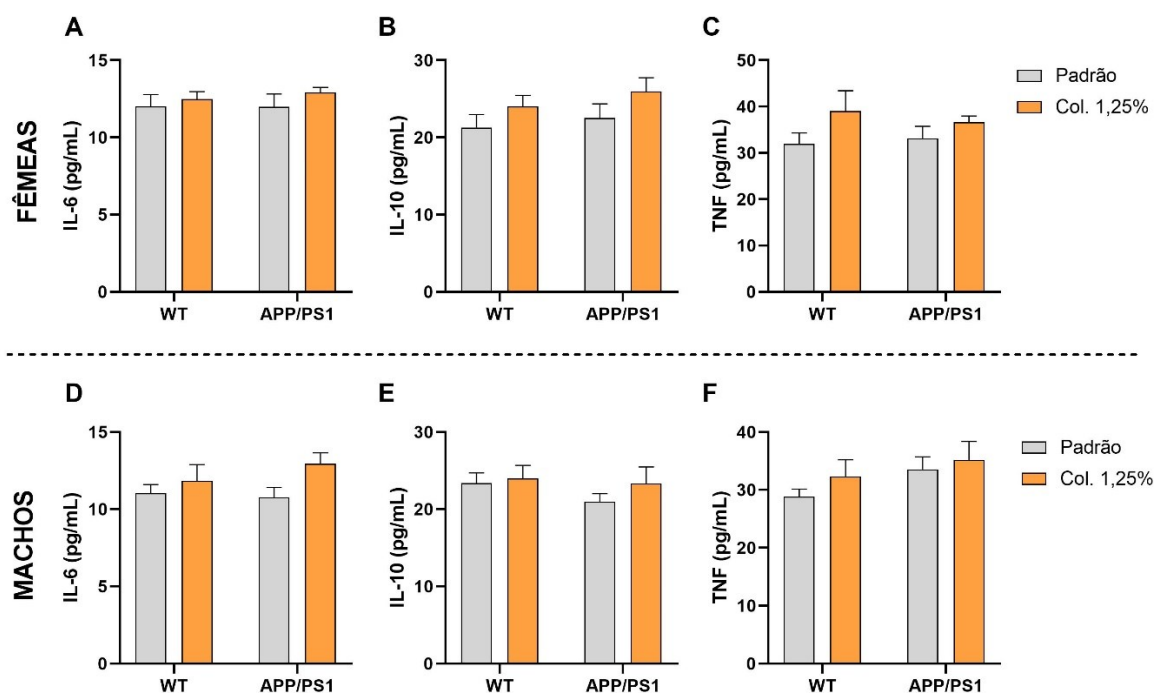 A
IL-6 (pg/mL)
15
10
5
0
WT
APP/PS1
B
IL-10 (pg/mL)
30
20
10
0
WT
APP/PS1
C
TNF (pg/mL)
50
40
30
20
10
0
WT
APP/PS1
Padrão
Col. 1,25%
FÊMEAS
D
IL-6 (pg/mL)
15
10
5
0
WT
APP/PS1
E
IL-10 (pg/mL)
30
20
10
0
WT
APP/PS1
F
TNF (pg/mL)
40
30
20
10
0
WT
APP/PS1
Padrão
Col. 1,25%
MACHOS